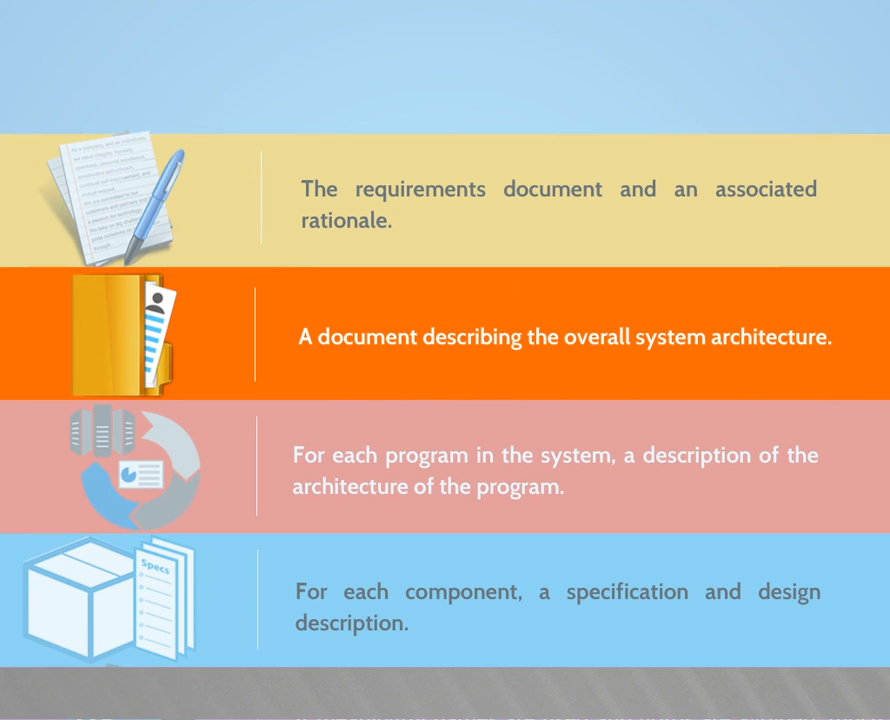 The requirements document and an associated
rationale.
A document describing the overall system architecture.
For each program in the system, a description of the
architecture of the program.
Specs
For each component, a specification and design
description.